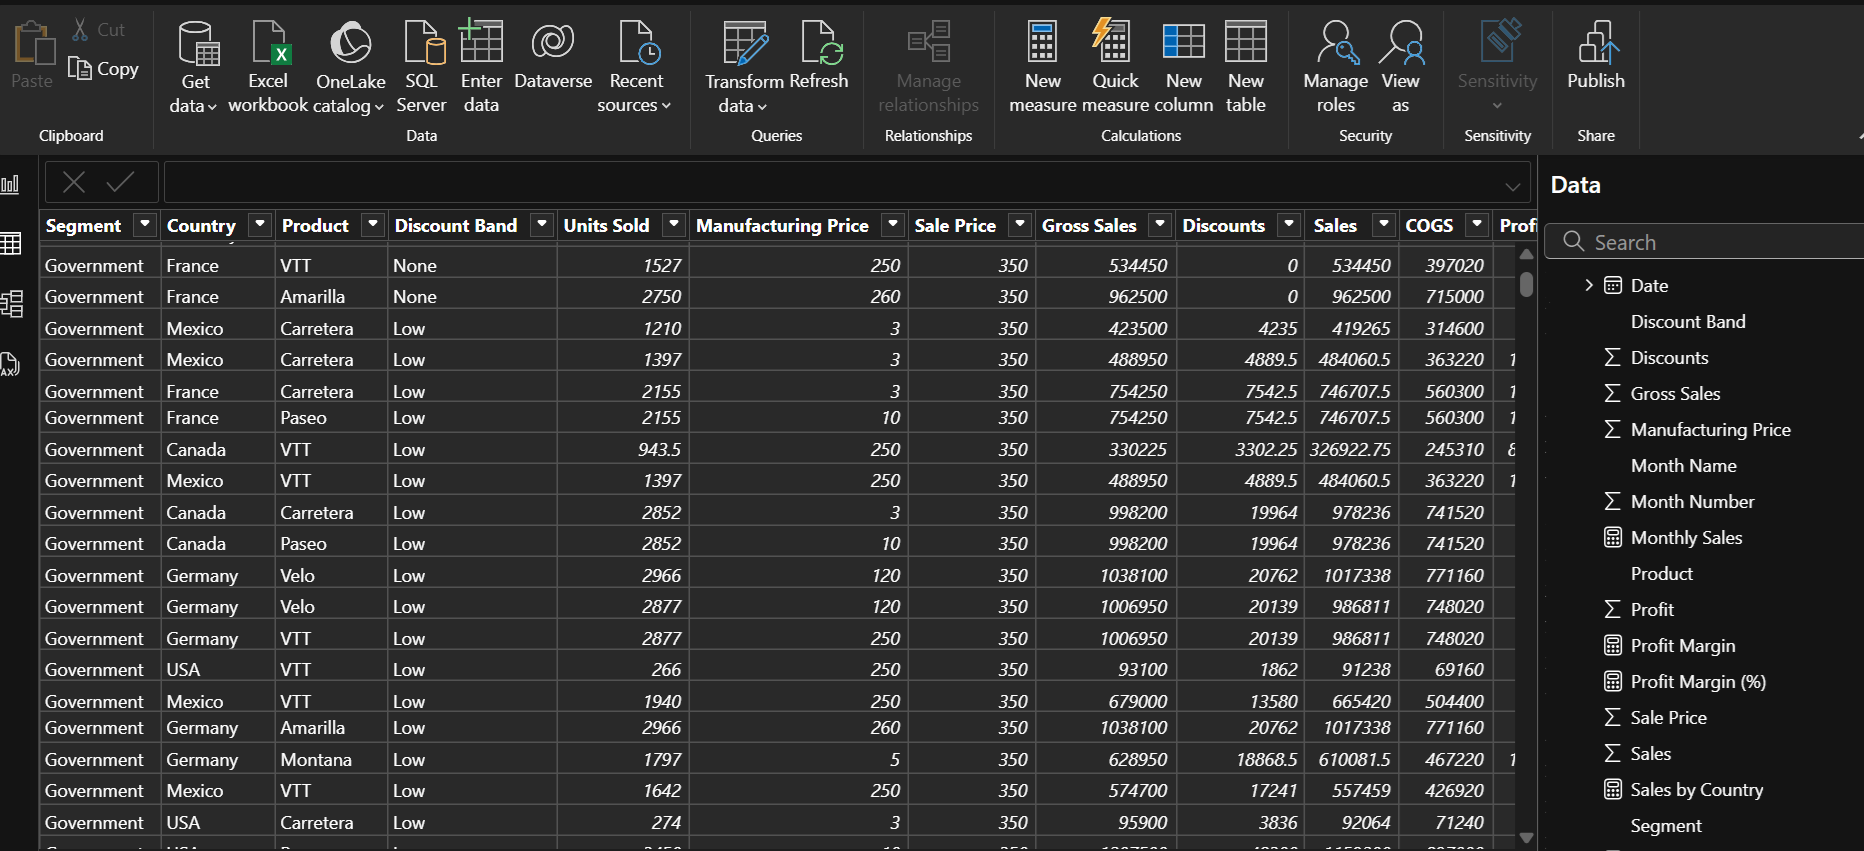 Paste
Cut
Copy
Clipboard
Get data
Excel workbook
OneLake catalog
SQL Server
Enter data
Dataverse
Recent sources
Data
Transform data
Refresh
Queries
Manage relationships
Relationships
New measure
Quick measure
New column
New table
Calculations
Manage roles
View as
Security
Sensitivity
Sensitivity
Publish
Share
Segment Country Product Discount Band Units Sold Manufacturing Price Sale Price Gross Sales Discounts Sales COGS Profi
Government France VTT None 1527 250 350 534450 0 534450 397020
Government France Amarilla None 2750 260 350 962500 0 962500 715000
Government Mexico Carretera Low 1210 3 350 423500 4235 419265 314600
Government Mexico Carretera Low 1397 3 350 488950 4889.5 484060.5 363220 1
Government France Carretera Low 2155 3 350 754250 7542.5 746707.5 560300 1
Government France Paseo Low 2155 10 350 754250 7542.5 746707.5 560300 1
Government Canada VTT Low 943.5 250 350 330225 3302.25 326922.75 245310 8
Government Mexico VTT Low 1397 250 350 488950 4889.5 484060.5 363220 1
Government Canada Carretera Low 2852 3 350 998200 19964 978236 741520
Government Canada Paseo Low 2852 10 350 998200 19964 978236 741520
Government Germany Velo Low 2966 120 350 1038100 20762 1017338 771160
Government Germany Velo Low 2877 120 350 1006950 20139 986811 748020
Government Germany VTT Low 2877 250 350 1006950 20139 986811 748020
Government USA VTT Low 266 250 350 93100 1862 91238 69160
Government Mexico VTT Low 1940 250 350 679000 13580 665420 504400
Government Germany Amarilla Low 2966 260 350 1038100 20762 1017338 771160
Government Germany Montana Low 1797 5 350 628950 18868.5 610081.5 467220 1
Government Mexico VTT Low 1642 250 350 574700 17241 557459 426920
Government USA Carretera Low 274 3 350 95900 3836 92064 71240
Data
Search
Date
Discount Band
Discounts
Gross Sales
Manufacturing Price
Month Name
Month Number
Monthly Sales
Product
Profit
Profit Margin
Profit Margin (%)
Sale Price
Sales
Sales by Country
Segment